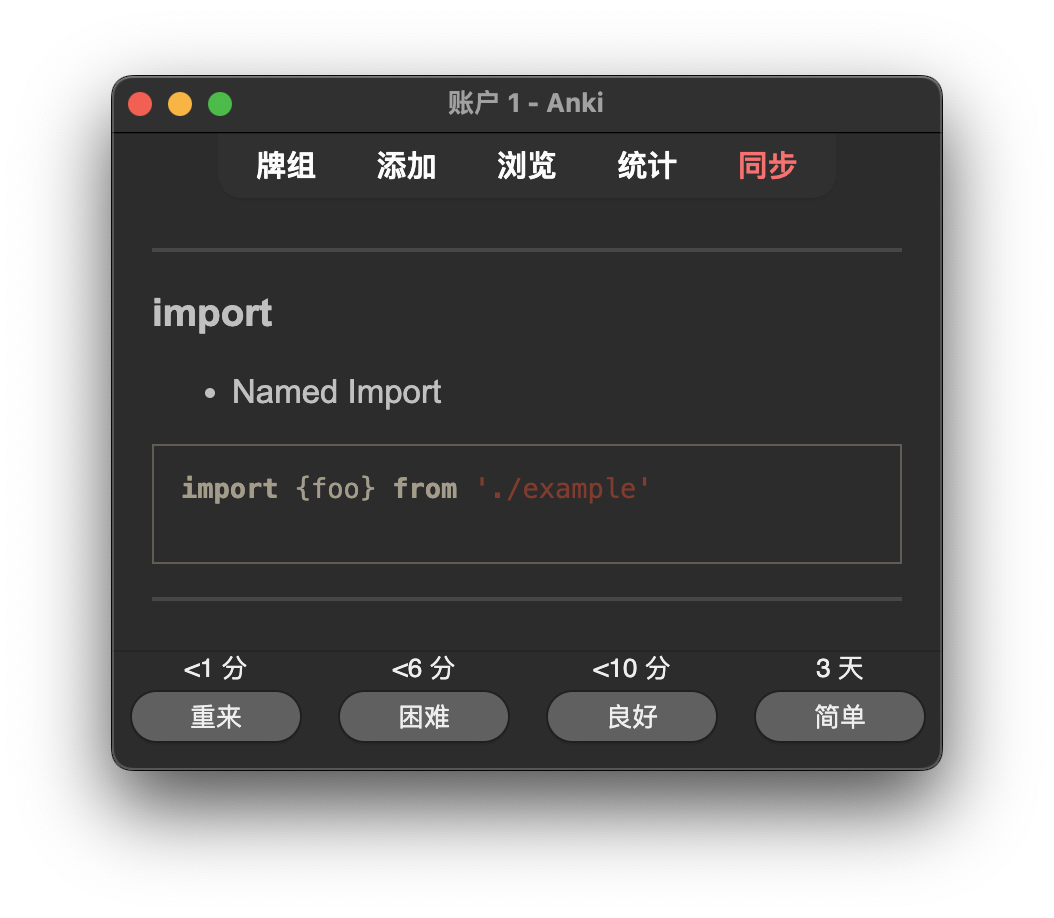 账户 1 - Anki
牌组 添加 浏览 统计 同步
import
• Named Import
import {foo} from './example'
<1 分 <6 分 <10 分 3 天
重来 困难 良好 简单